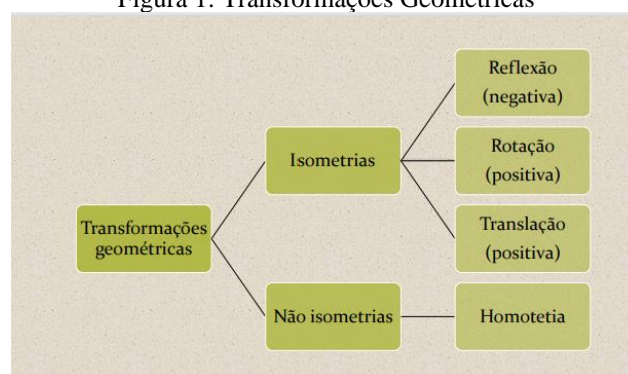 Figura 1: Transformações Geométricas
Reflexão
(negativa)
Isometrias
Rotação
(positiva)
Transformações
geométricas
Translação
(positiva)
Não isometrias
Homotetia